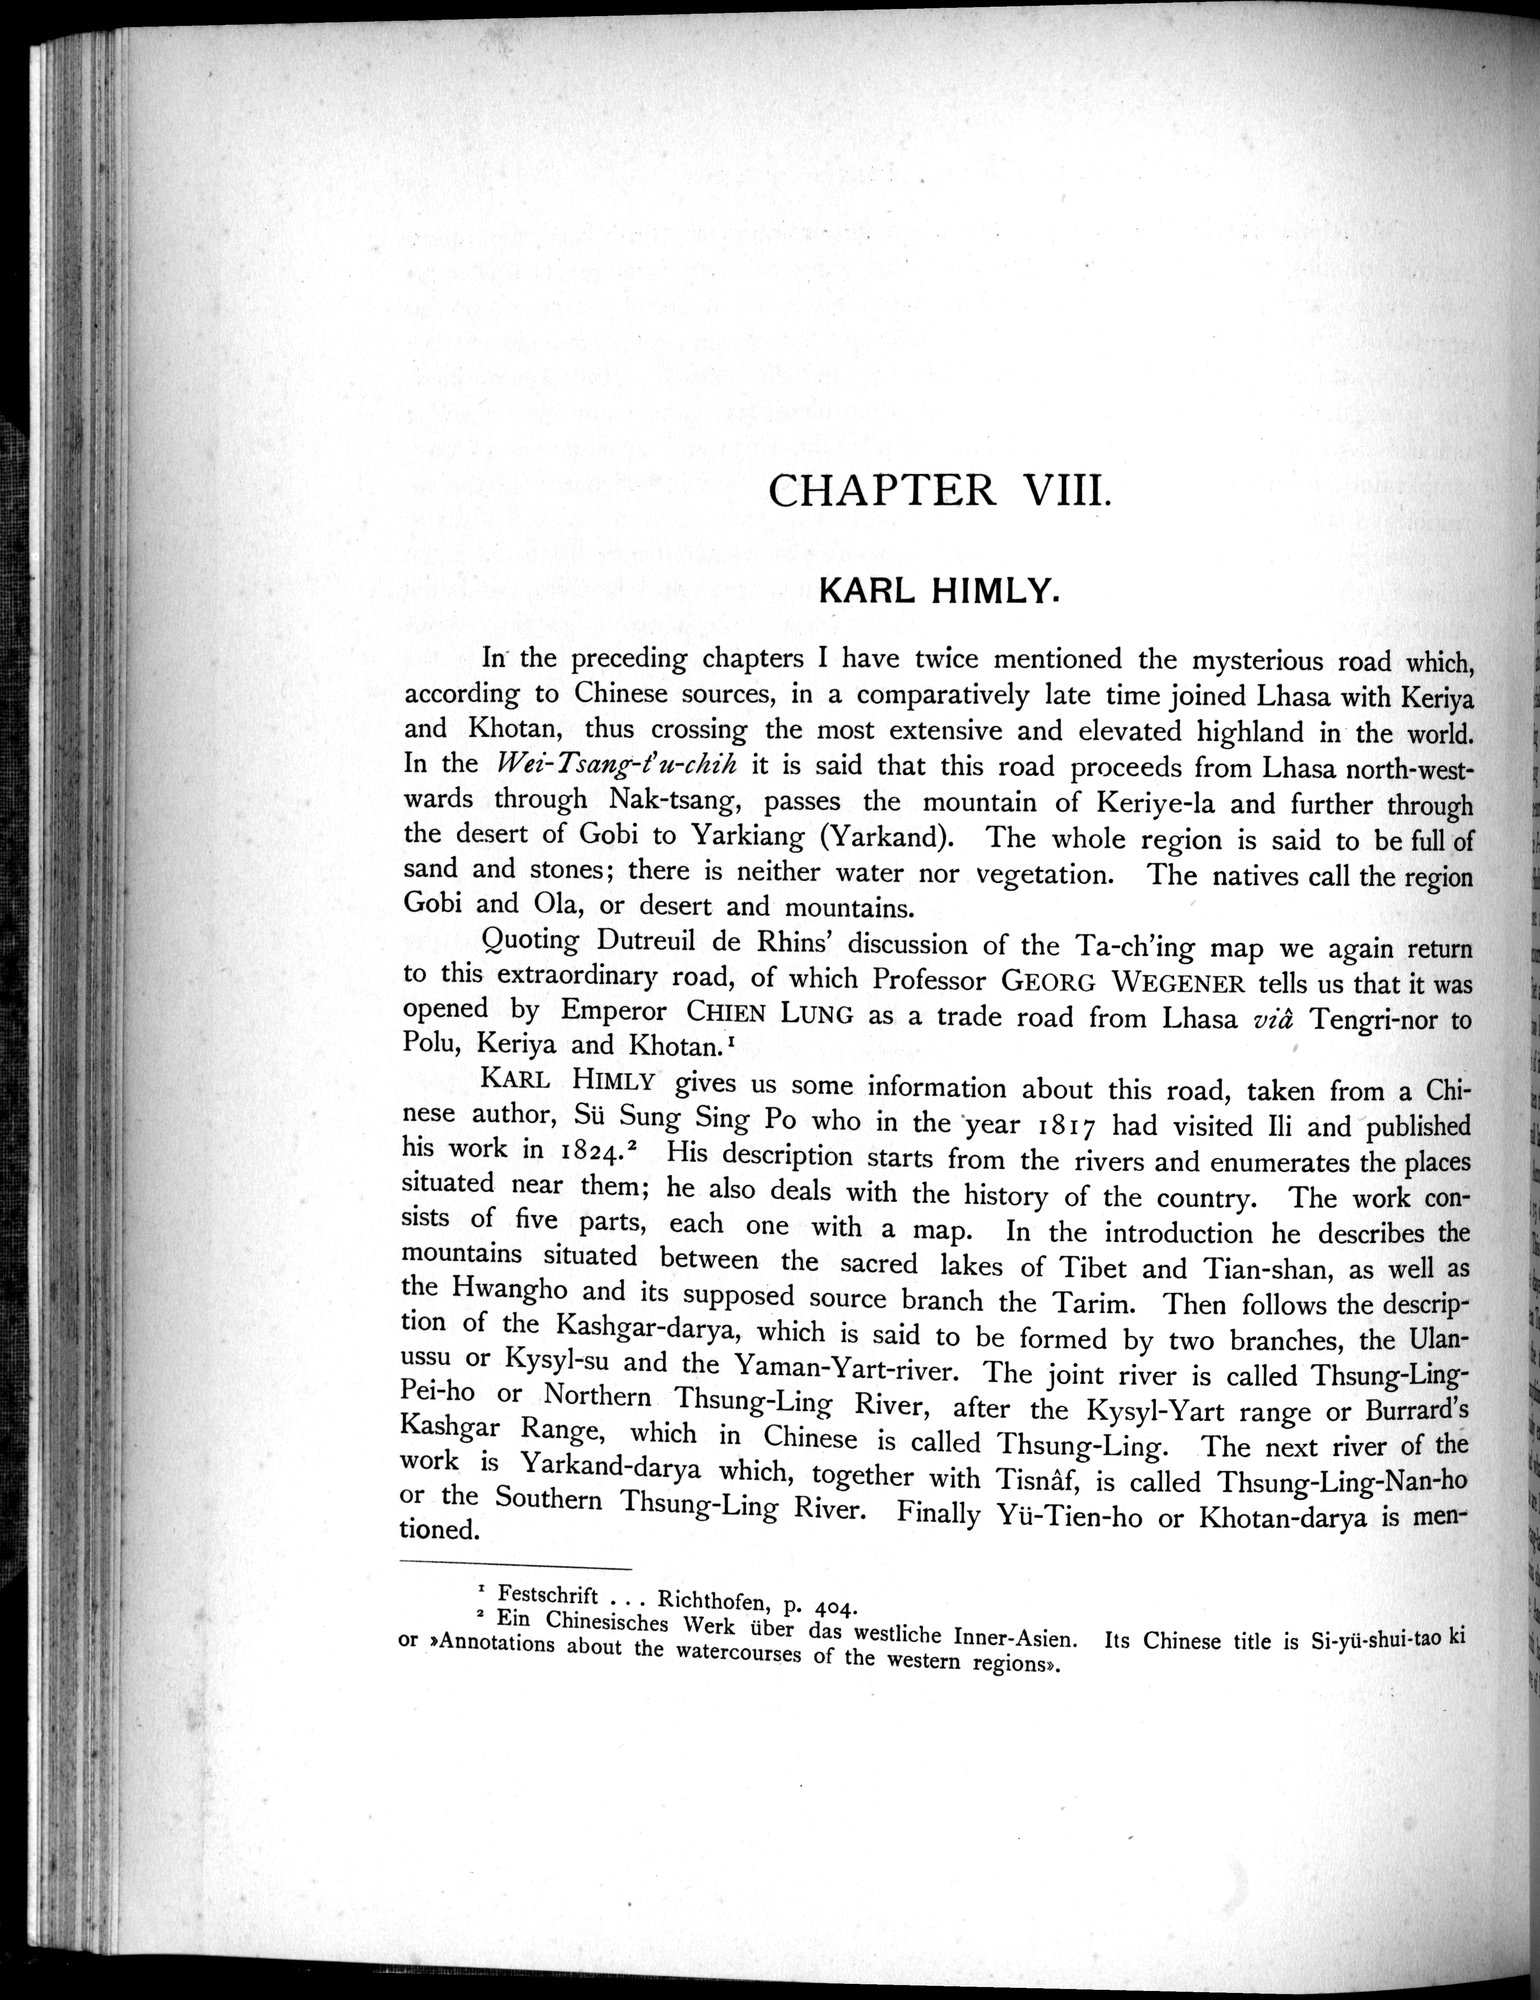 CHAPTER VIII.
KARL HIMLY.
In the preceding chapters I have twice mentioned the mysterious road which,
according to Chinese sources, in a comparatively late time joined Lhasa with Keriya
and Khotan, thus crossing the most extensive and elevated highland in the world.
In the Wei-Tsang-t'u-chih it is said that this road proceeds from Lhasa north-west-
wards through Nak-tsang, passes the mountain of Keriye-la and further through
the desert of Gobi to Yarkiang (Yarkand). The whole region is said to be full of
sand and stones; there is neither water nor vegetation. The natives call the region
Gobi and Ola, or desert and mountains.
Quoting Dutreuil de Rhins’ discussion of the Ta-ch’ing map we again return
to this extraordinary road, of which Professor GEORG WEGENER tells us that it was
opened by Emperor CHIEN LUNG as a trade road from Lhasa viâ Tengri-nor to
Polu, Keriya and Khotan.¹
KARL HIMLY gives us some information about this road, taken from a Chi-
nese author, Sü Sung Sing Po who in the year 1817 had visited Ili and published
his work in 1824.² His description starts from the rivers and enumerates the places
situated near them; he also deals with the history of the country. The work con-
sists of five parts, each one with a map. In the introduction he describes the
mountains situated between the sacred lakes of Tibet and Tian-shan, as well as
the Hwangho and its supposed source branch the Tarim. Then follows the descrip-
tion of the Kashgar-darya, which is said to be formed by two branches, the Ulan-
ussu or Kysyl-su and the Yaman-Yart-river. The joint river is called Thsung-Ling-
Pei-ho or Northern Thsung-Ling River, after the Kysyl-Yart range or Burrard’s
Kashgar Range, which in Chinese is called Thsung-Ling. The next river of the
work is Yarkand-darya which, together with Tisnâf, is called Thsung-Ling-Nan-ho
or the Southern Thsung-Ling River. Finally Yü-Tien-ho or Khotan-darya is men-
tioned.
¹ Festschrift . . . Richthofen, p. 404.
² Ein Chinesisches Werk über das westliche Inner-Asien. Its Chinese title is Si-yü-shui-tao ki
or »Annotations about the watercourses of the western regions».